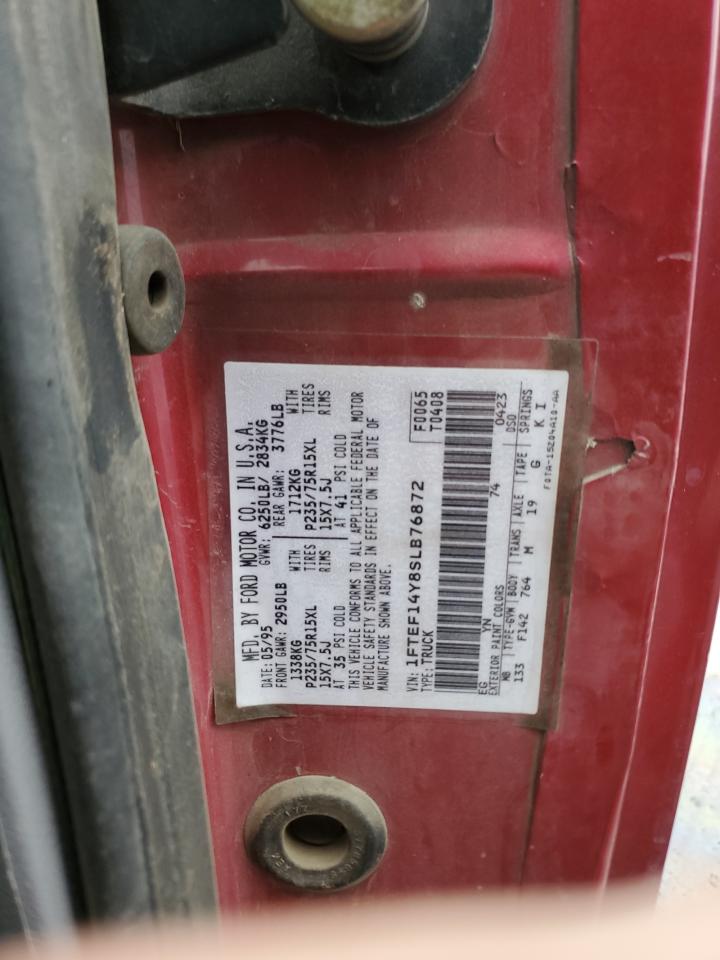 MFD. BY FORD MOTOR CO. IN U.S.A.
DATE: 05/95 GVWR: 6250LB/ 2834KG
FRONT GAWR: 2950LB REAR GAWR: 3776LB
1338KG WITH 1712KG WITH
P235/75R15XL TIRES P235/75R15XL TIRES
15X7.5J RIMS 15X7.5J RIMS
AT 35 PSI COLD AT 41 PSI COLD
THIS VEHICLE CONFORMS TO ALL APPLICABLE FEDERAL MOTOR
VEHICLE SAFETY STANDARDS IN EFFECT ON THE DATE OF
MANUFACTURE SHOWN ABOVE.
VIN: 1FTEF14Y8SLB76872 F0065
TYPE: TRUCK T0408
EG YN 74 0423
EXTERIOR PAINT COLORS DSO
WB TYPE-GVM BODY TRANS AXLE TAPE SPRINGS
133 F142 764 M 19 G K I
F0TA-15204A10-AA